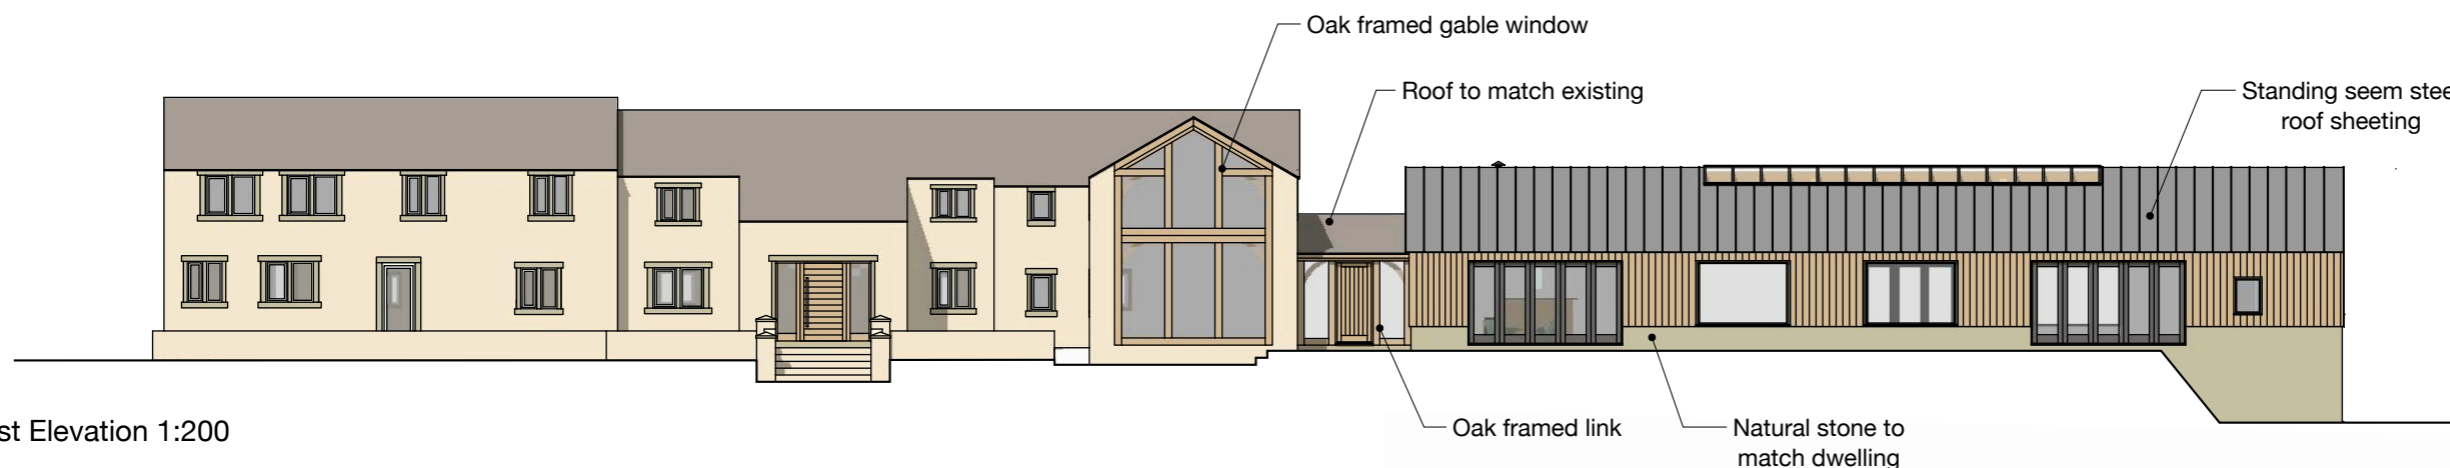 Oak framed gable window
Roof to match existing
Standing seem stee
roof sheeting
st Elevation 1:200
Oak framed link
Natural stone to
match dwelling